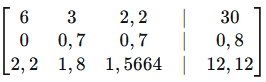 6 3 2,2 | 30
0 0,7 0,7 | 0,8
2,2 1,8 1,5664 | 12,12